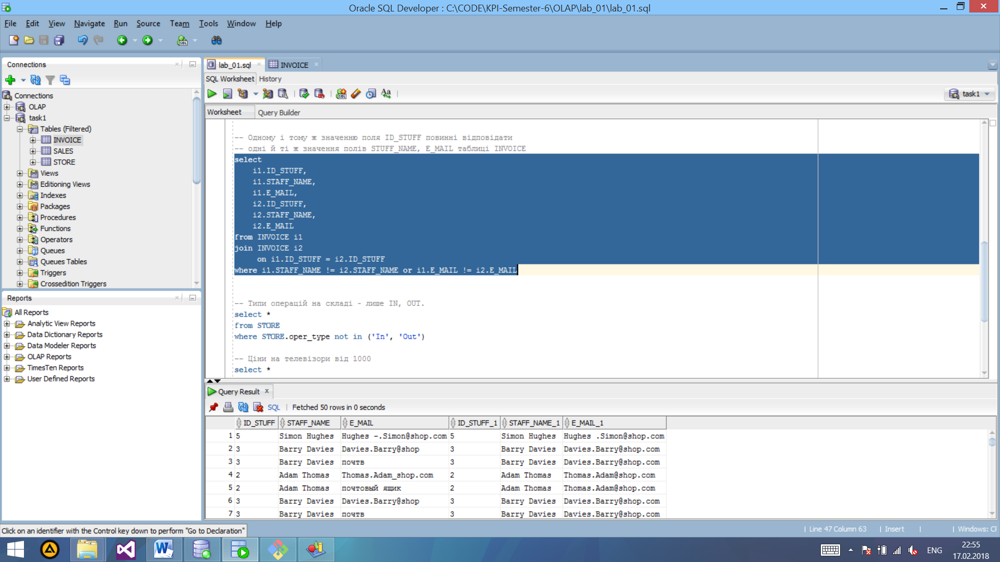 Oracle SQL Developer : C:\CODE\KPI-Semester-6\OLAP\lab_01\lab_01.sql
File Edit View Navigate Run Source Team Tools Window Help
Connections
Connections
OLAP
task1
Tables (Filtered)
INVOICE
SALES
STORE
Views
Editioning Views
Indexes
Packages
Procedures
Functions
Operators
Queues
Queues Tables
Triggers
Crossedition Triggers
Reports
All Reports
Analytic View Reports
Data Dictionary Reports
Data Modeler Reports
OLAP Reports
TimesTen Reports
User Defined Reports
lab_01.sql INVOICE
SQL Worksheet History
task1
Worksheet Query Builder
-- Одному і тому ж значенню поля ID_STUFF повинні відповідати
-- одні й ті ж значення полів STUFF_NAME, E_MAIL таблиці INVOICE
select
i1.ID_STUFF,
i1.STAFF_NAME,
i1.E_MAIL,
i2.ID_STUFF,
i2.STAFF_NAME,
i2.E_MAIL
from INVOICE i1
join INVOICE i2
on i1.ID_STUFF = i2.ID_STUFF
where i1.STAFF_NAME != i2.STAFF_NAME or i1.E_MAIL != i2.E_MAIL
-- Типи операцій на складі - лише IN, OUT.
select *
from STORE
where STORE.oper_type not in ('In', 'Out')
-- Ціни на телевізори від 1000
select *
Query Result
SQL | Fetched 50 rows in 0 seconds
ID_STUFF STAFF_NAME E_MAIL ID_STUFF_1 STAFF_NAME_1 E_MAIL_1
1 5 Simon Hughes Hughes -.Simon@shop.com 5 Simon Hughes Hughes .Simon@shop.com
2 3 Barry Davies Davies.Barry@shop 3 Barry Davies Davies.Barry@shop.com
3 3 Barry Davies почтв 3 Barry Davies Davies.Barry@shop.com
4 2 Adam Thomas Thomas.Adam_shop.com 2 Adam Thomas Thomas.Adam@shop.com
5 2 Adam Thomas почтовый ящик 2 Adam Thomas Thomas.Adam@shop.com
6 3 Barry Davies Davies.Barry@shop 3 Barry Davies Davies.Barry@shop.com
7 3 Barry Davies почтв 3 Barry Davies Davies.Barry@shop.com
Click on an identifier with the Control key down to perform "Go to Declaration"
| Line 47 Column 63 | Insert | | Windows: CF
ENG
22:55
17.02.2018